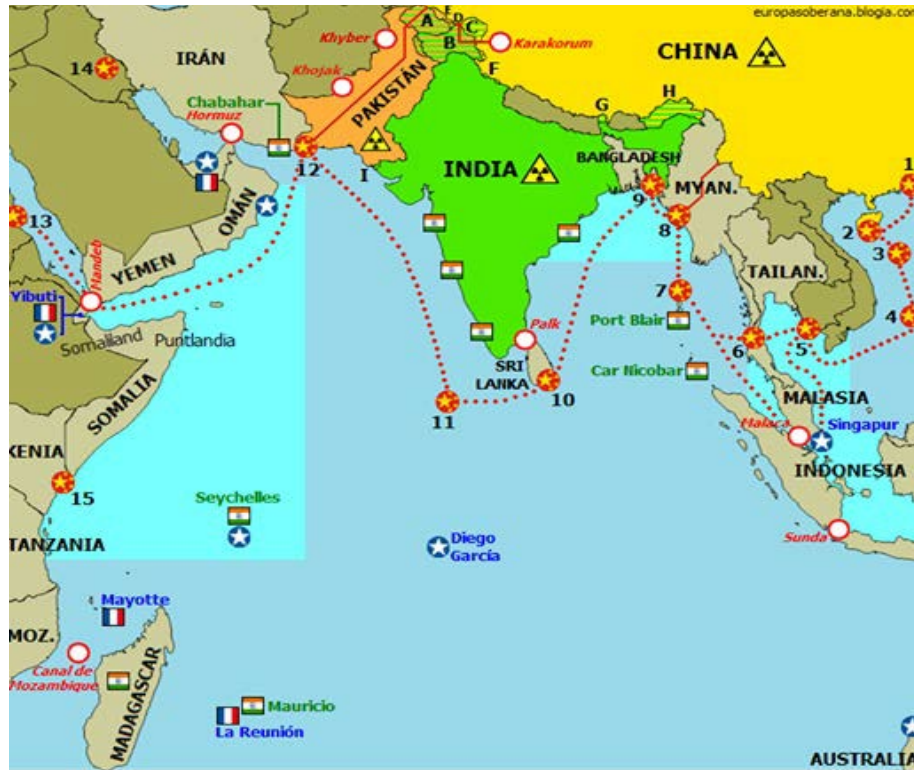 europasoberana.blogia.com
E
A
D
C
Khyber
B
Karakorum
CHINA
IRÁN
14
Khojak
F
PAKISTÁN
H
Chabahar
Hormuz
G
12
I
INDIA
BANGLADESH
MYAN.
1
9
8
2
3
OMÁN
13
YEMEN
Mandeb
TAILAN.
7
Yibuti
Somaliland
Puntlandia
Port Blair
Palk
6
5
4
SRI
LANKA
Car Nicobar
10
11
MALASIA
Malaca
Singapur
SOMALIA
KENIA
INDONESIA
15
Seychelles
TANZANIA
Diego
García
Sunda
Mayotte
MOZ.
Canal de
Mozambique
MADAGASCAR
Mauricio
La Reunión
AUSTRALIA